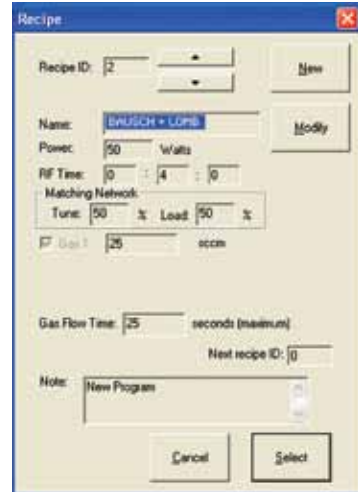 Recipe
Recipe ID: 2
New
Name: BAUSCH + LOMB
Modify
Power: 50 Watts
RF Time: 0 : 4 : 0
Matching Network
Tune: 50 % Load: 50 %
Gas 1 25 sccm
Gas Flow Time: 25 seconds (maximum)
Next recipe ID: 0
Note: New Program
Cancel
Select